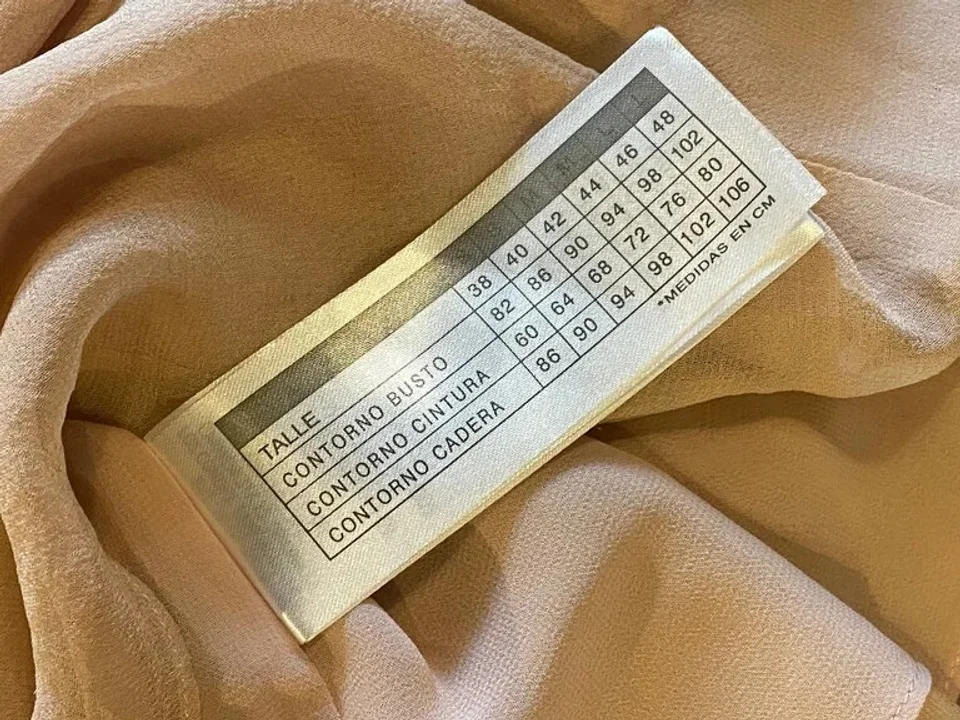 TALLE 38 40 42 44 46 48
CONTORNO BUSTO 82 86 90 94 98 102
CONTORNO CINTURA 60 64 68 72 76 80
CONTORNO CADERA 86 90 94 98 102 106
*MEDIDAS EN CM